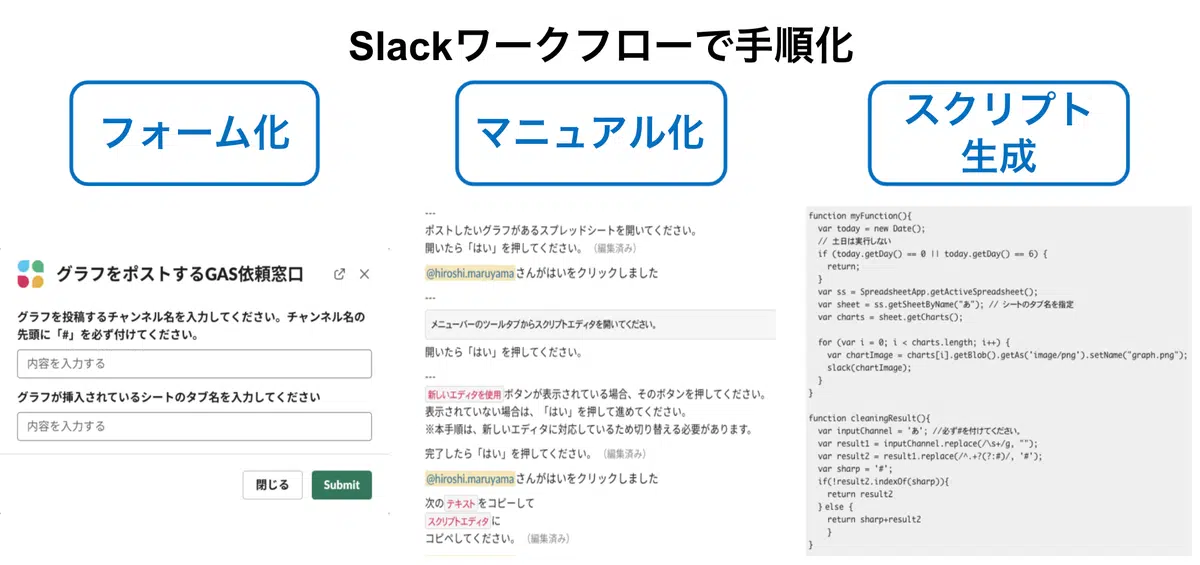 Slackワークフローで手順化
フォーム化
マニュアル化
スクリプト
生成
グラフをポストするGAS依頼窓口
グラフを投稿するチャンネル名を入力してください。チャンネル名の
先頭に「#」を必ず付けてください。
内容を入力する
グラフが挿入されているシートのタブ名を入力してください
内容を入力する
閉じる
Submit
---
ポストしたいグラフがあるスプレッドシートを開いてください。
開いたら「はい」を押してください。（編集済み）
@hiroshi.maruyamaさんがはいをクリックしました
---
メニューバーのツールタブからスクリプトエディタを開いてください。
開いたら「はい」を押してください。
---
新しいエディタを使用 ボタンが表示されている場合、そのボタンを押してください。
表示されていない場合は、「はい」を押して進めてください。
※本手順は、新しいエディタに対応しているため切り替える必要があります。
完了したら「はい」を押してください。（編集済み）
@hiroshi.maruyamaさんがはいをクリックしました
次の テキスト をコピーして
スクリプトエディタ に
コピペしてください。（編集済み）
function myFunction(){
  var today = new Date();
  // 土日は実行しない
  if (today.getDay() == 0 || today.getDay() == 6) {
    return;
  }
  var ss = SpreadsheetApp.getActiveSpreadsheet();
  var sheet = ss.getSheetByName("あ"); // シートのタブ名を指定
  var charts = sheet.getCharts();
  for (var i = 0; i < charts.length; i++) {
    var chartImage = charts[i].getBlob().getAs('image/png').setName("graph.png");
    slack(chartImage);
  }
}
function cleaningResult(){
  var inputChannel = 'あ'; //必ず#を付けてください。
  var result1 = inputChannel.replace(/\s+/g, "");
  var result2 = result1.replace(/^.+?(?:#)/, '#');
  var sharp = '#';
  if(!result2.indexOf(sharp)){
    return result2
  } else {
    return sharp+result2
    }
}